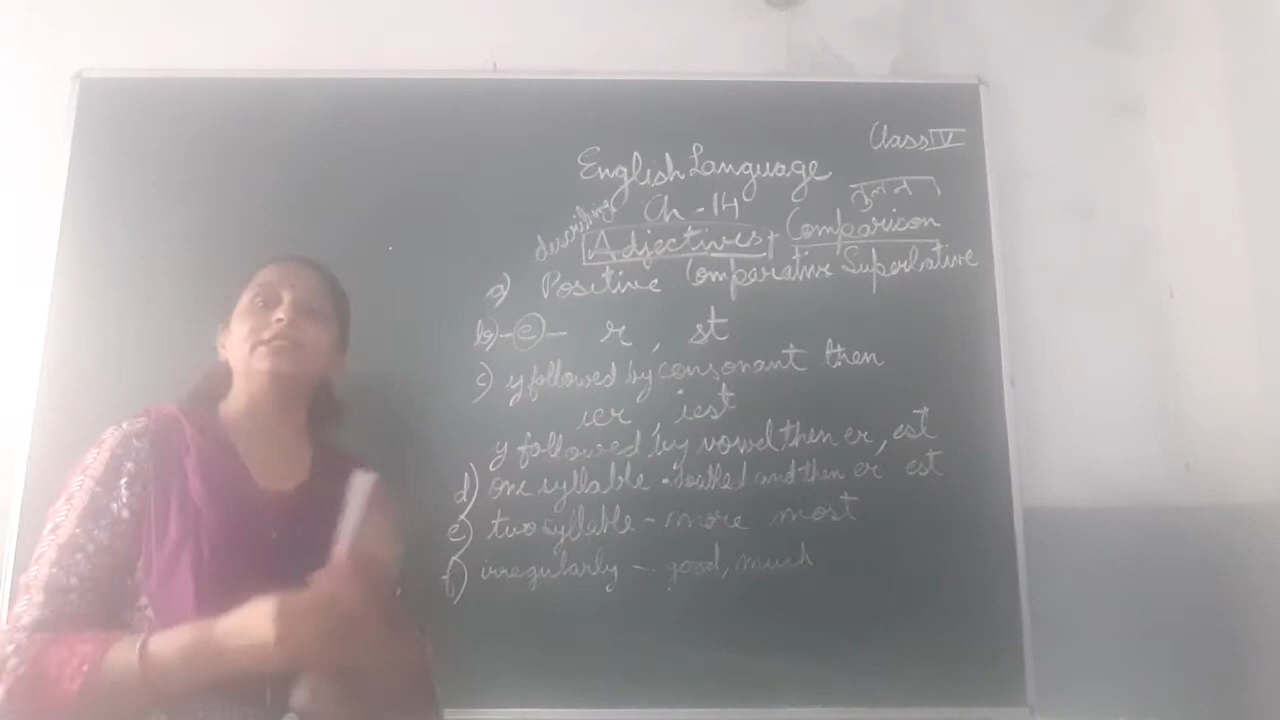 Class IV
English Language
Ch - 14
तुलना
describing
Adjectives + Comparison
a) Positive Comparative Superlative
b) - e - r, st
c) y followed by consonant then
ier, iest
y followed by vowel then er, est
d) one syllable - doubled and then er est
e) two syllable - more most
f) irregularly - good, much